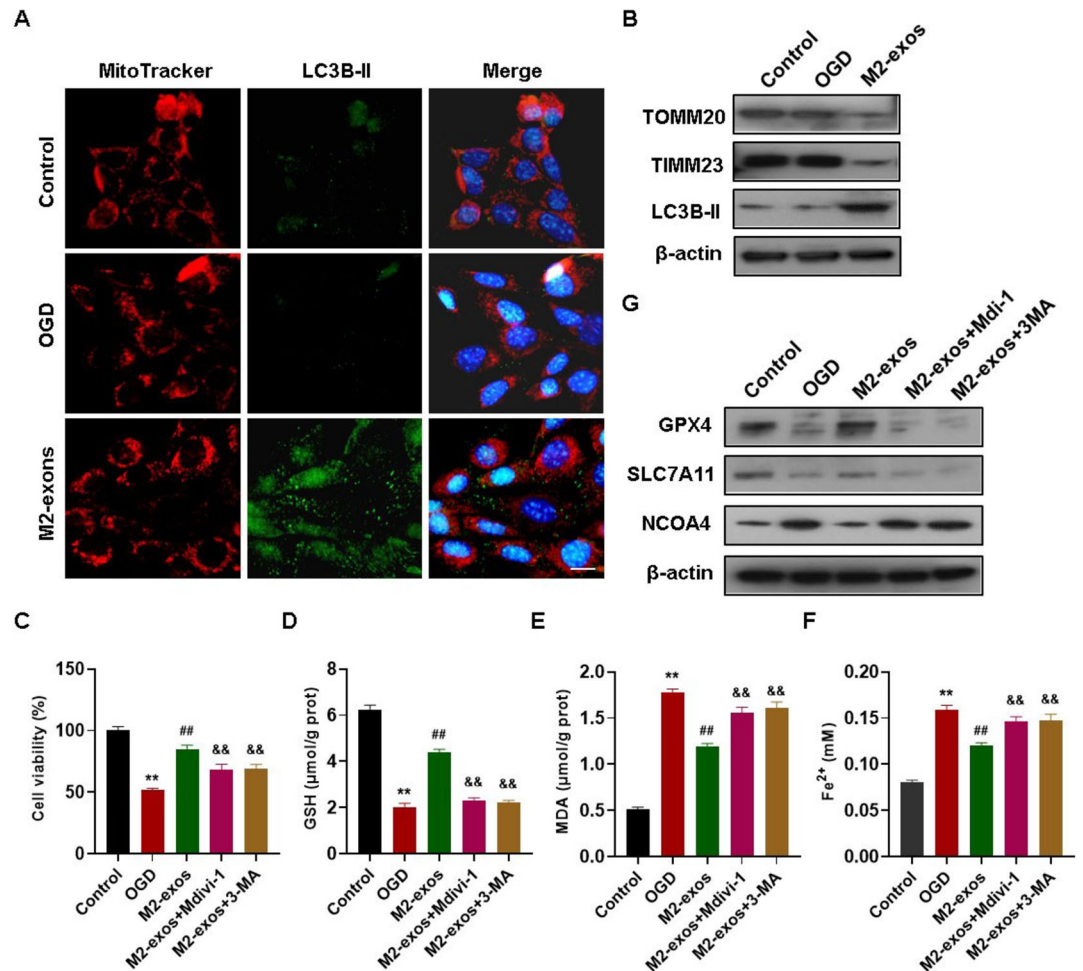 A
MitoTracker LC3B-II Merge
Control
OGD
M2-exons
B
Control OGD M2-exos
TOMM20
TIMM23
LC3B-II
β-actin
G
Control OGD M2-exos M2-exos+Mdi-1 M2-exos+3MA
GPX4
SLC7A11
NCOA4
β-actin
C
Cell viability (%)
150
100
50
0
** ## && &&
Control OGD M2-exos M2-exos+Mdivi-1 M2-exos+3-MA
D
GSH (μmol/g prot)
8
6
4
2
0
** ## && &&
Control OGD M2-exos M2-exos+Mdivi-1 M2-exos+3-MA
E
MDA (μmol/g prot)
2.0
1.5
1.0
0.5
0.0
** ## && &&
Control OGD M2-exos M2-exos+Mdivi-1 M2-exos+3-MA
F
Fe2+ (mM)
0.20
0.15
0.10
0.05
0.00
** ## && &&
Control OGD M2-exos M2-exos+Mdivi-1 M2-exos+3-MA